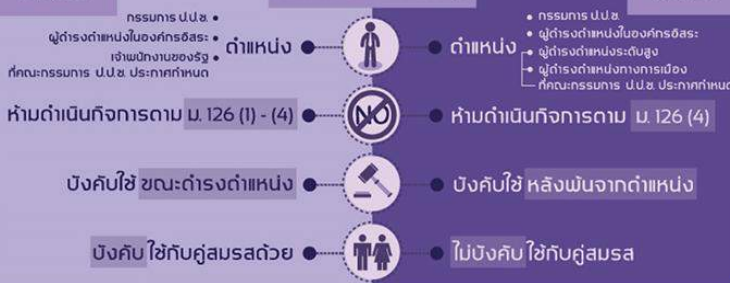 กรรมการ ป.ป.ช. •
ผู้ดำรงตำแหน่งในองค์กรอิสระ •
เจ้าพนักงานของรัฐ •
ที่คณะกรรมการ ป.ป.ช. ประกาศกำหนด
ตำแหน่ง
ตำแหน่ง
• กรรมการ ป.ป.ช.
• ผู้ดำรงตำแหน่งในองค์กรอิสระ
• ผู้ดำรงตำแหน่งระดับสูง
• ผู้ดำรงตำแหน่งทางการเมือง
ที่คณะกรรมการ ป.ป.ช. ประกาศกำหนด
ห้ามดำเนินกิจการตาม ม. 126 (1) - (4)
NO
ห้ามดำเนินกิจการตาม ม. 126 (4)
บังคับใช้ ขณะดำรงตำแหน่ง
บังคับใช้ หลังพ้นจากตำแหน่ง
บังคับ ใช้กับคู่สมรสด้วย
ไม่บังคับ ใช้กับคู่สมรส